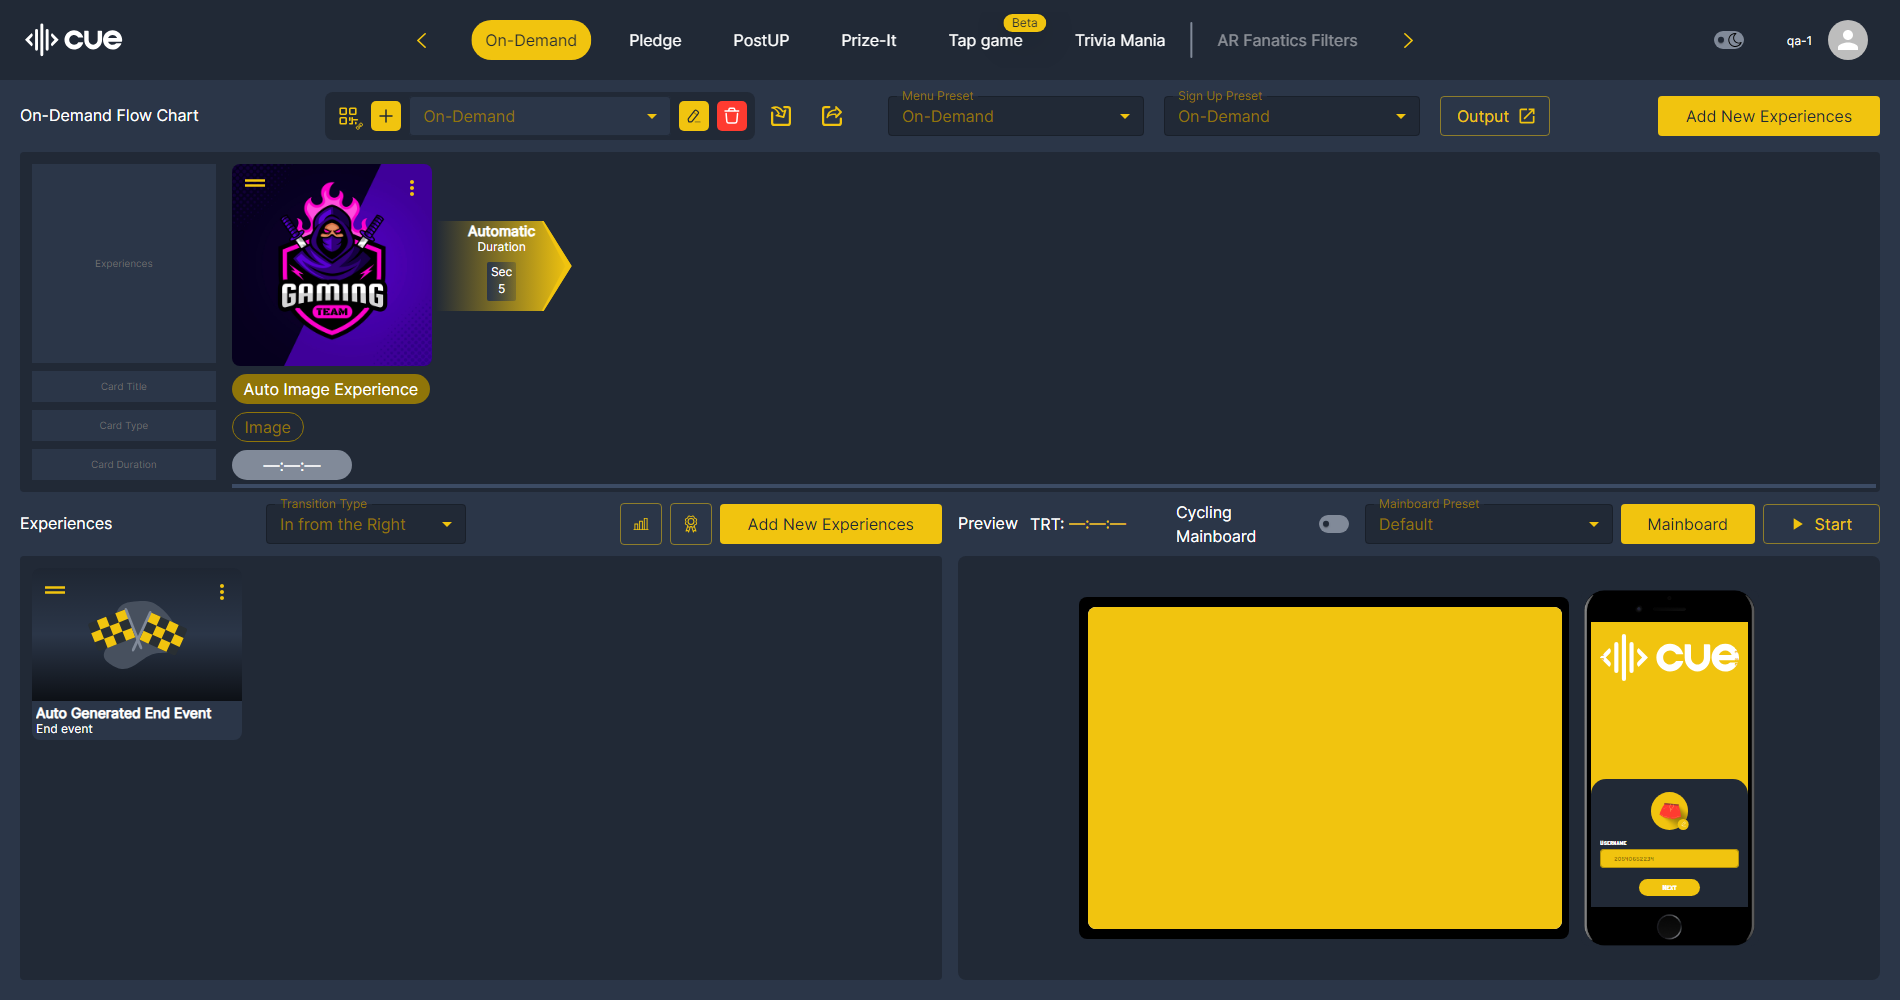 cue
On-Demand
Pledge
PostUP
Prize-It
Beta
Tap game
Trivia Mania
AR Fanatics Filters
qa-1
On-Demand Flow Chart
On-Demand
Menu Preset
On-Demand
Sign Up Preset
On-Demand
Output
Add New Experiences
Experiences
GAMING
TEAM
Automatic
Duration
Sec
5
Card Title
Auto Image Experience
Card Type
Image
Card Duration
—:—:—
Experiences
Transition Type
In from the Right
Add New Experiences
Preview
TRT: —:—:—
Cycling
Mainboard
Mainboard Preset
Default
Mainboard
Start
Auto Generated End Event
End event
cue
USERNAME
NEXT